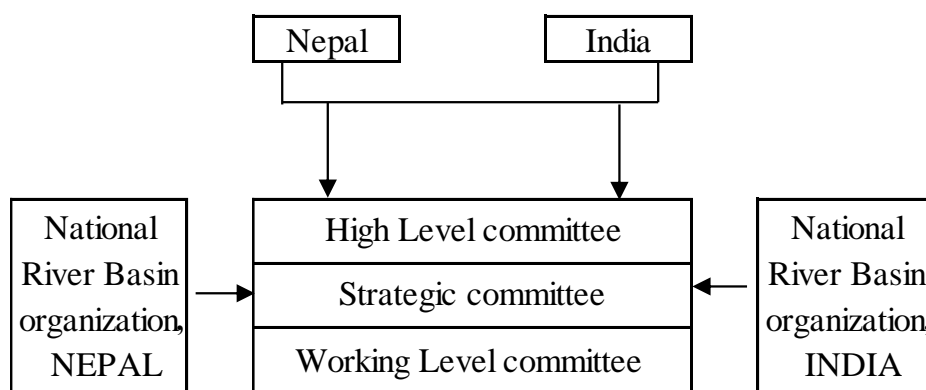 Nepal
India
National
River Basin
organization,
NEPAL
High Level committee
Strategic committee
Working Level committee
National
River Basin
organization,
INDIA